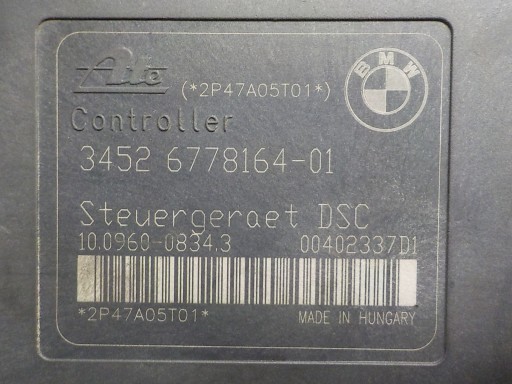 Ate (*2P47A05T01*) BMW
Controller
3452 6778164-01
Steuergeraet DSC
10.0960-0834.3 00402337D1
*2P47A05T01* MADE IN HUNGARY